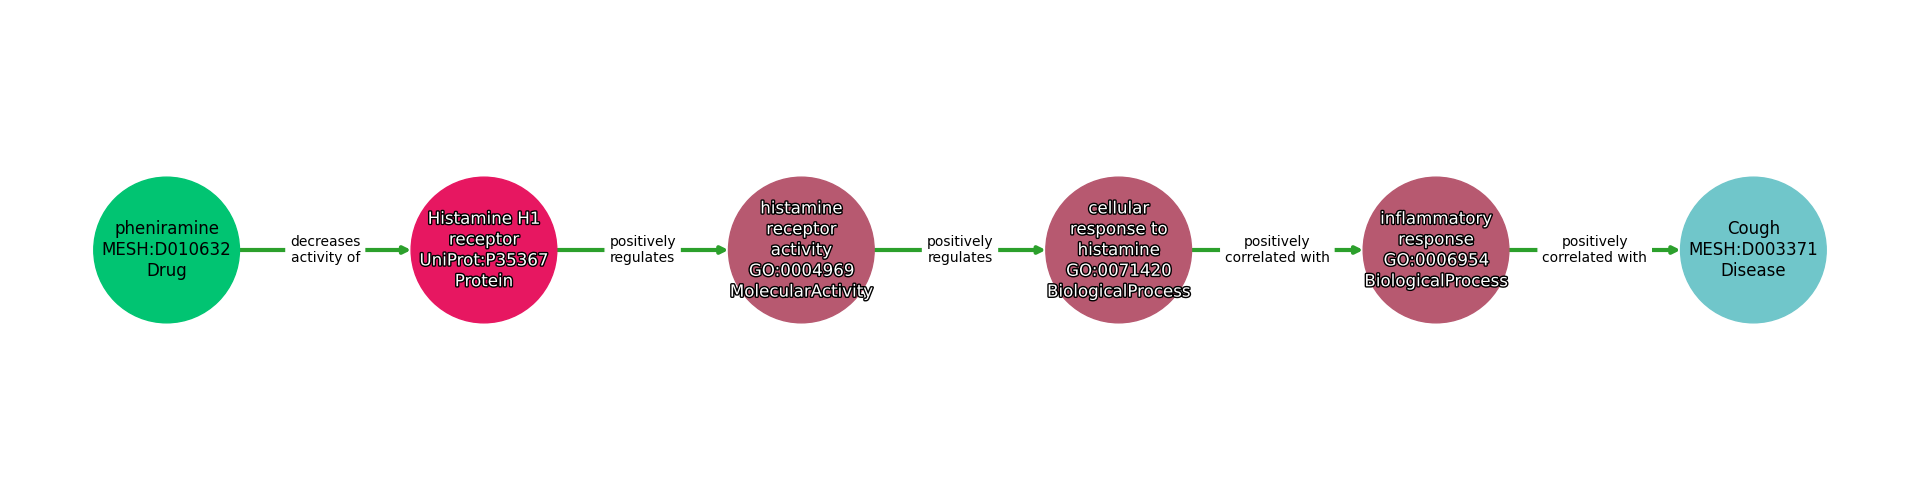 pheniramine
MESH:D010632
Drug
decreases
activity of
Histamine H1
receptor
UniProt:P35367
Protein
positively
regulates
histamine
receptor
activity
GO:0004969
MolecularActivity
positively
regulates
cellular
response to
histamine
GO:0071420
BiologicalProcess
positively
correlated with
inflammatory
response
GO:0006954
BiologicalProcess
positively
correlated with
Cough
MESH:D003371
Disease